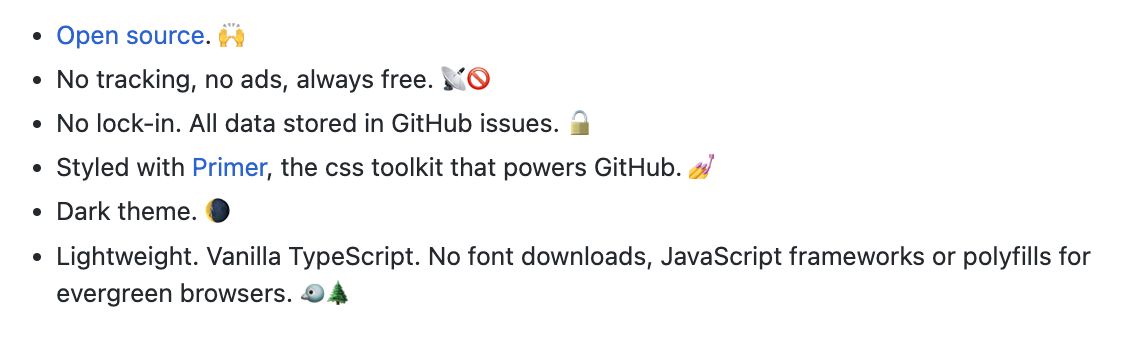 • Open source. 🙌
• No tracking, no ads, always free. 📡🚫
• No lock-in. All data stored in GitHub issues. 🔓
• Styled with Primer, the css toolkit that powers GitHub. 💅
• Dark theme. 🌘
• Lightweight. Vanilla TypeScript. No font downloads, JavaScript frameworks or polyfills for
evergreen browsers. 🐦🌲